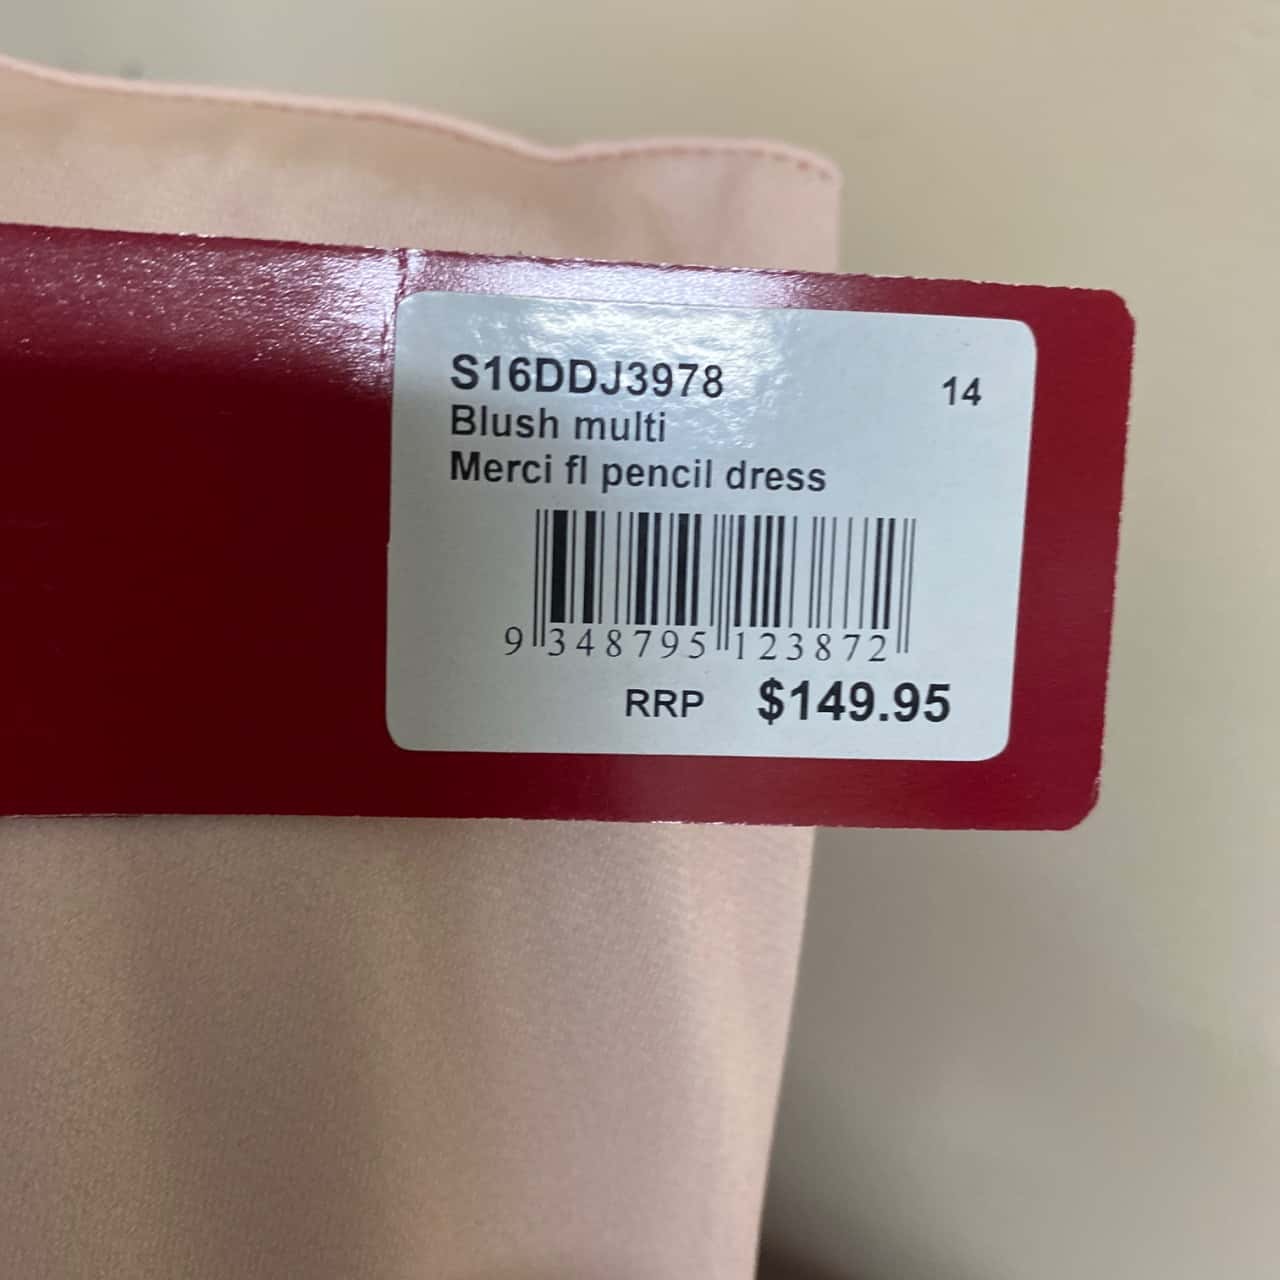 S16DDJ3978 14
Blush multi
Merci fl pencil dress
9 348795 123872
RRP $149.95